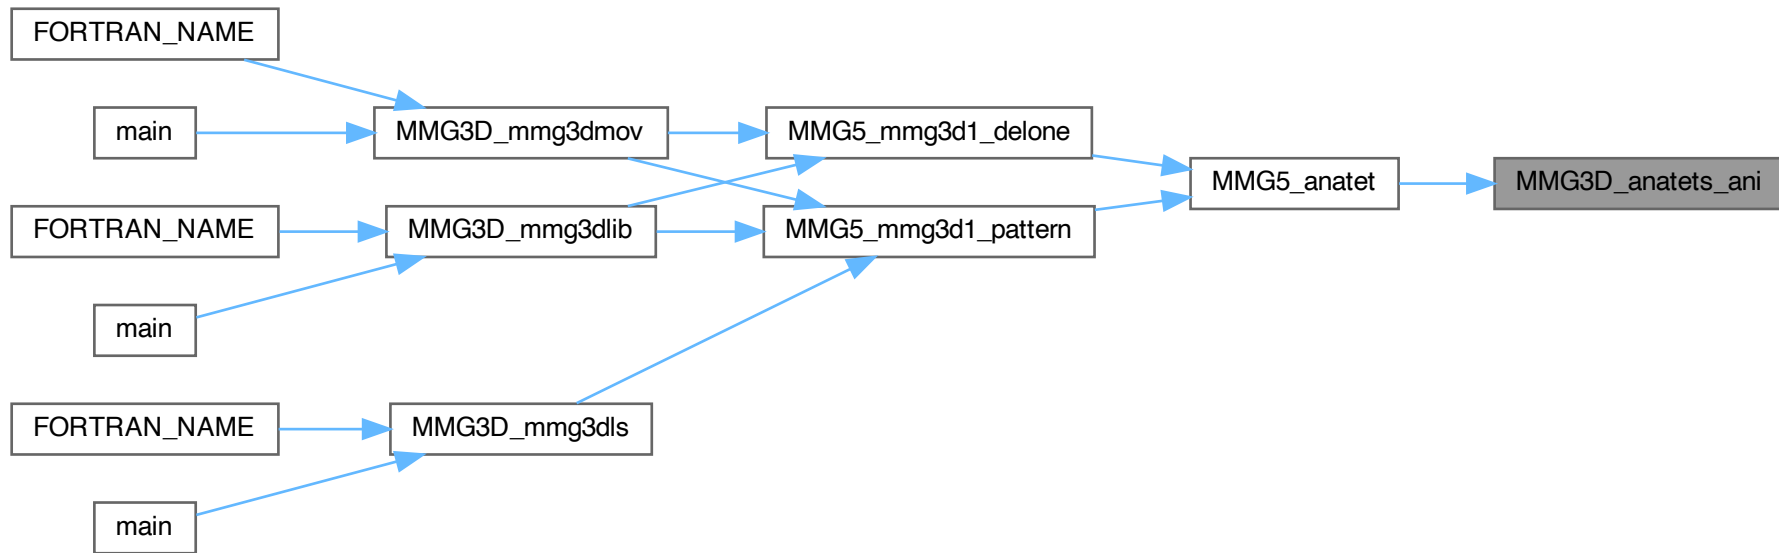 FORTRAN_NAME
main
MMG3D_mmg3dmov
MMG5_mmg3d1_delone
MMG5_anatet
MMG3D_anatets_ani
FORTRAN_NAME
MMG3D_mmg3dlib
MMG5_mmg3d1_pattern
main
FORTRAN_NAME
MMG3D_mmg3dls
main